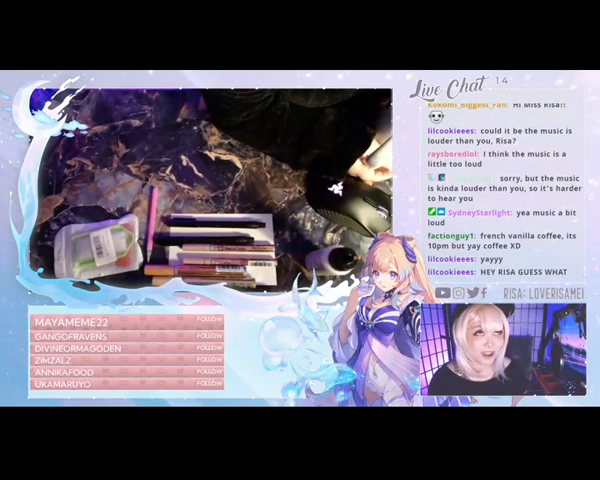 Live Chat 14
Kokomi_Biggest_Fan: Hi Miss Risa!!
lilcookieees: could it be the music is
louder than you, Risa?
raysboredlol: I think the music is a
little too loud
sorry, but the music
is kinda louder than you, so it's harder
to hear you
SydneyStarlight: yea music a bit
loud
factionguy1: french vanilla coffee, its
10pm but yay coffee XD
lilcookieees: yayyy
lilcookieees: HEY RISA GUESS WHAT
RISA: LOVERISAMEI
MAYAMEME22 FOLLOW
GANGOFRAVENS FOLLOW
DIVINEORMAGODEN FOLLOW
ZIMZALZ FOLLOW
ANNIKAFOOD FOLLOW
UKAMARUYO FOLLOW